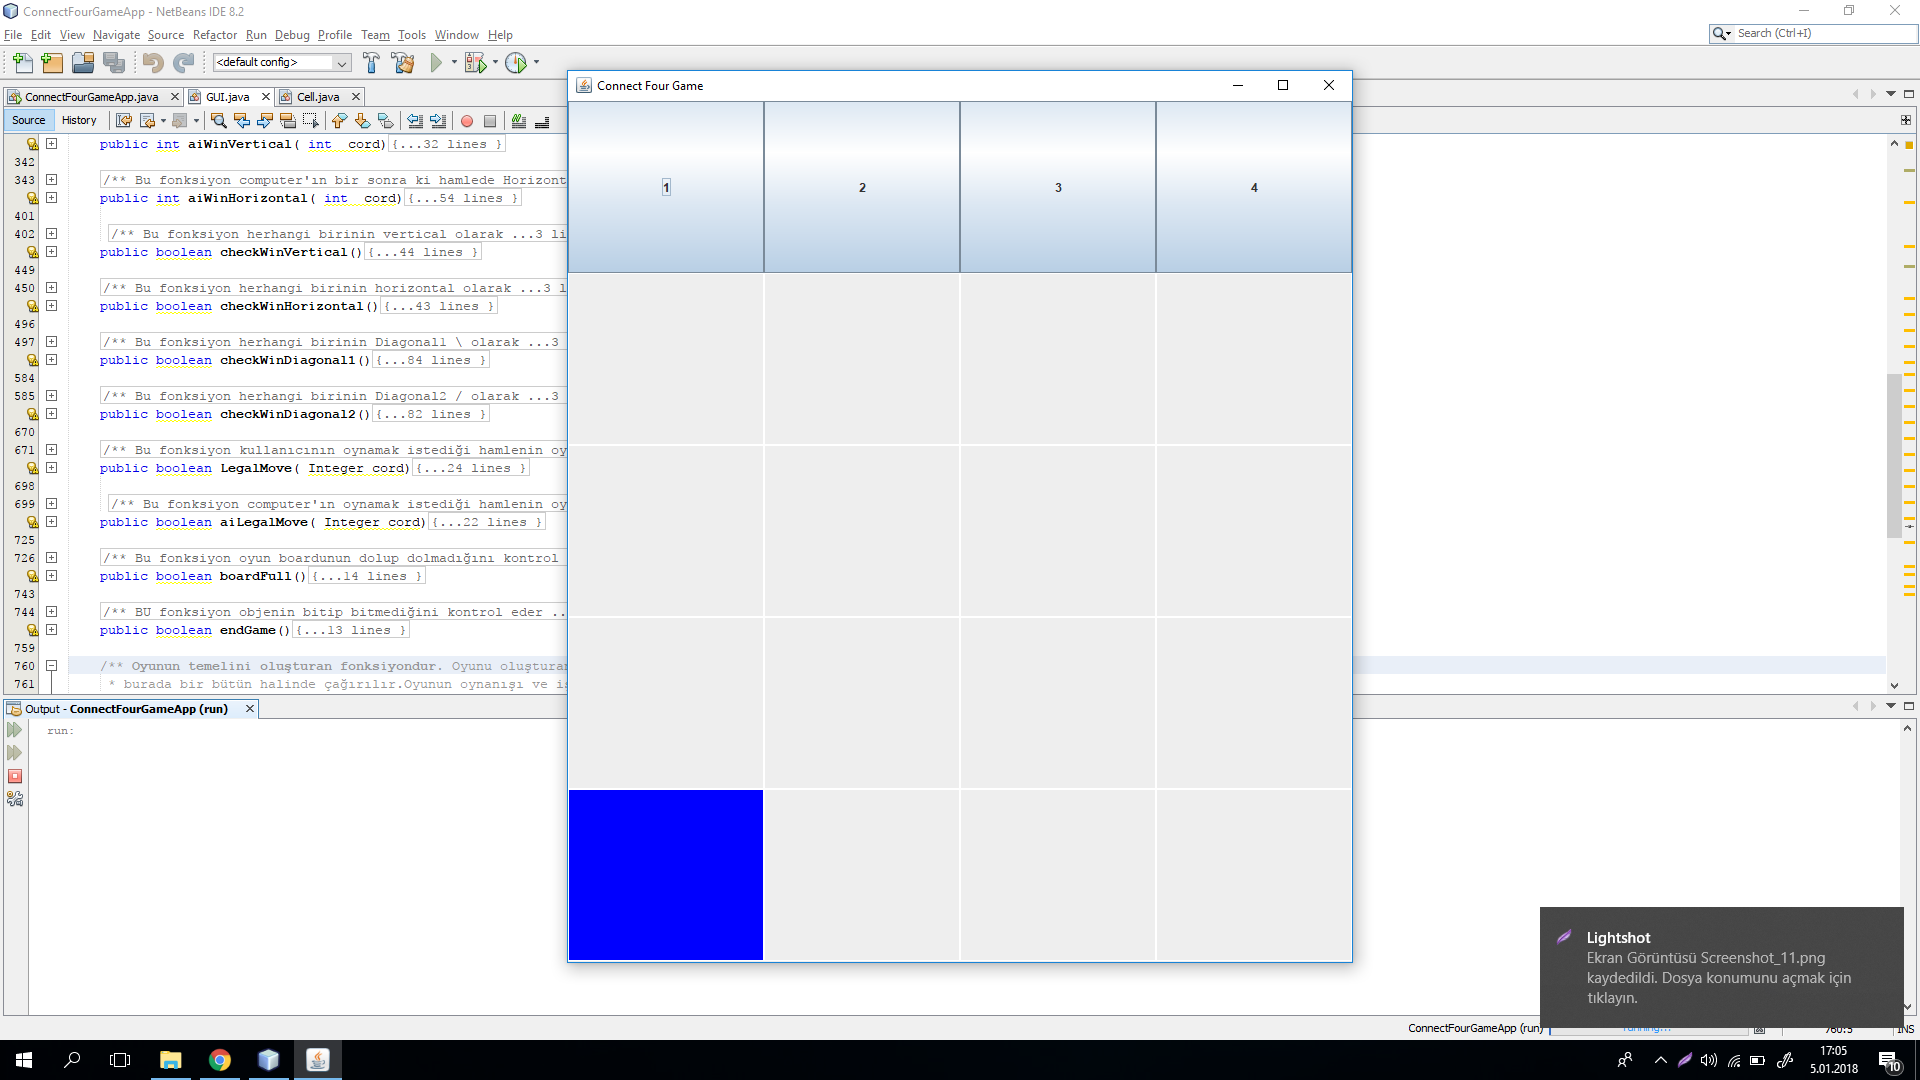 ConnectFourGameApp - NetBeans IDE 8.2
File Edit View Navigate Source Refactor Run Debug Profile Team Tools Window Help
Search (Ctrl+I)
<default config>
ConnectFourGameApp.java GUI.java Cell.java
Source History
public int aiWinVertical( int cord){...32 lines }
342
343 /** Bu fonksiyon computer'ın bir sonra ki hamlede Horizont
public int aiWinHorizontal( int cord){...54 lines }
401
402 /** Bu fonksiyon herhangi birinin vertical olarak ...3 li
public boolean checkWinVertical(){...44 lines }
449
450 /** Bu fonksiyon herhangi birinin horizontal olarak ...3 l
public boolean checkWinHorizontal(){...43 lines }
496
497 /** Bu fonksiyon herhangi birinin Diagonal1 \ olarak ...3
public boolean checkWinDiagonal1(){...84 lines }
584
585 /** Bu fonksiyon herhangi birinin Diagonal2 / olarak ...3
public boolean checkWinDiagonal2(){...82 lines }
670
671 /** Bu fonksiyon kullanıcının oynamak istediği hamlenin oy
public boolean LegalMove( Integer cord){...24 lines }
698
699 /** Bu fonksiyon computer'ın oynamak istediği hamlenin oy
public boolean aiLegalMove( Integer cord){...22 lines }
725
726 /** Bu fonksiyon oyun boardunun dolup dolmadığını kontrol
public boolean boardFull(){...14 lines }
743
744 /** BU fonksiyon objenin bitip bitmediğini kontrol eder ..
public boolean endGame(){...13 lines }
759
760 /** Oyunun temelini oluşturan fonksiyondur. Oyunu oluşturan
761 * burada bir bütün halinde çağırılır.Oyunun oynanışı ve iş
Connect Four Game
1 2 3 4
Output - ConnectFourGameApp (run)
run:
Lightshot
Ekran Görüntüsü Screenshot_11.png
kaydedildi. Dosya konumunu açmak için
tıklayın.
ConnectFourGameApp (run) running... 760:5 INS
17:05
5.01.2018
10